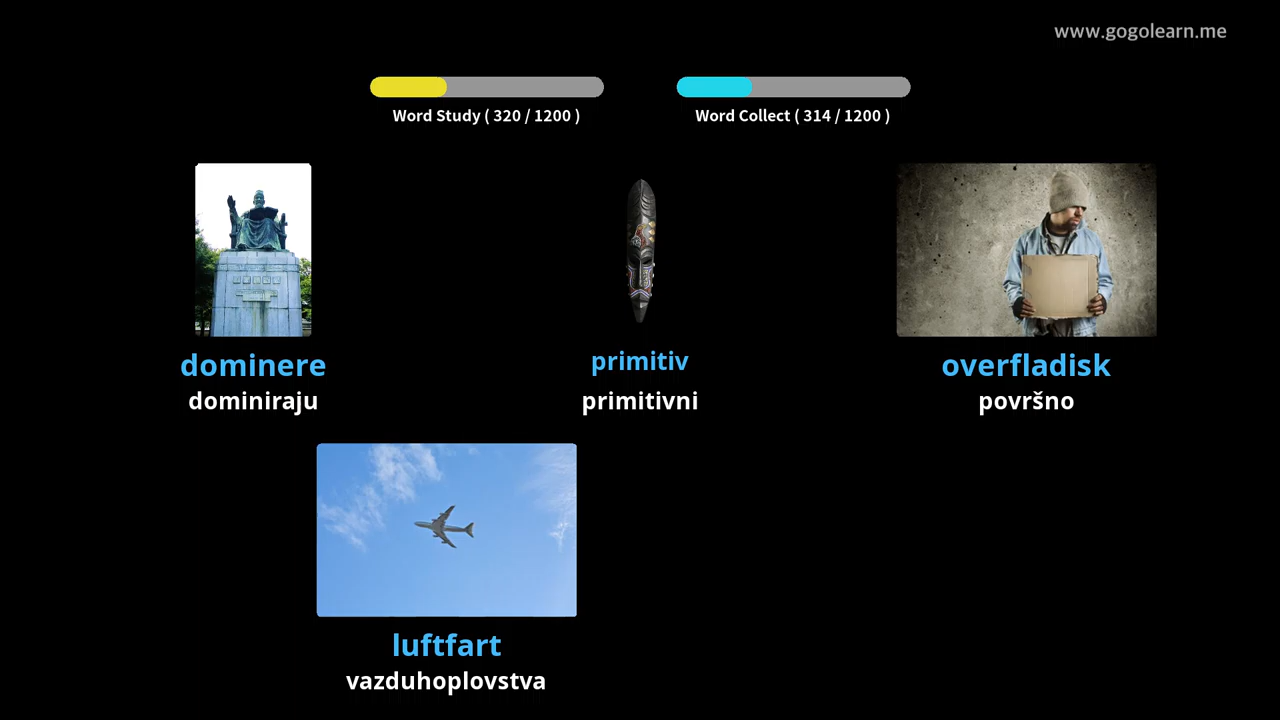 www.gogolearn.me
Word Study ( 320 / 1200 )
Word Collect ( 314 / 1200 )
dominere
dominiraju
primitiv
primitivni
overfladisk
površno
luftfart
vazduhoplovstva